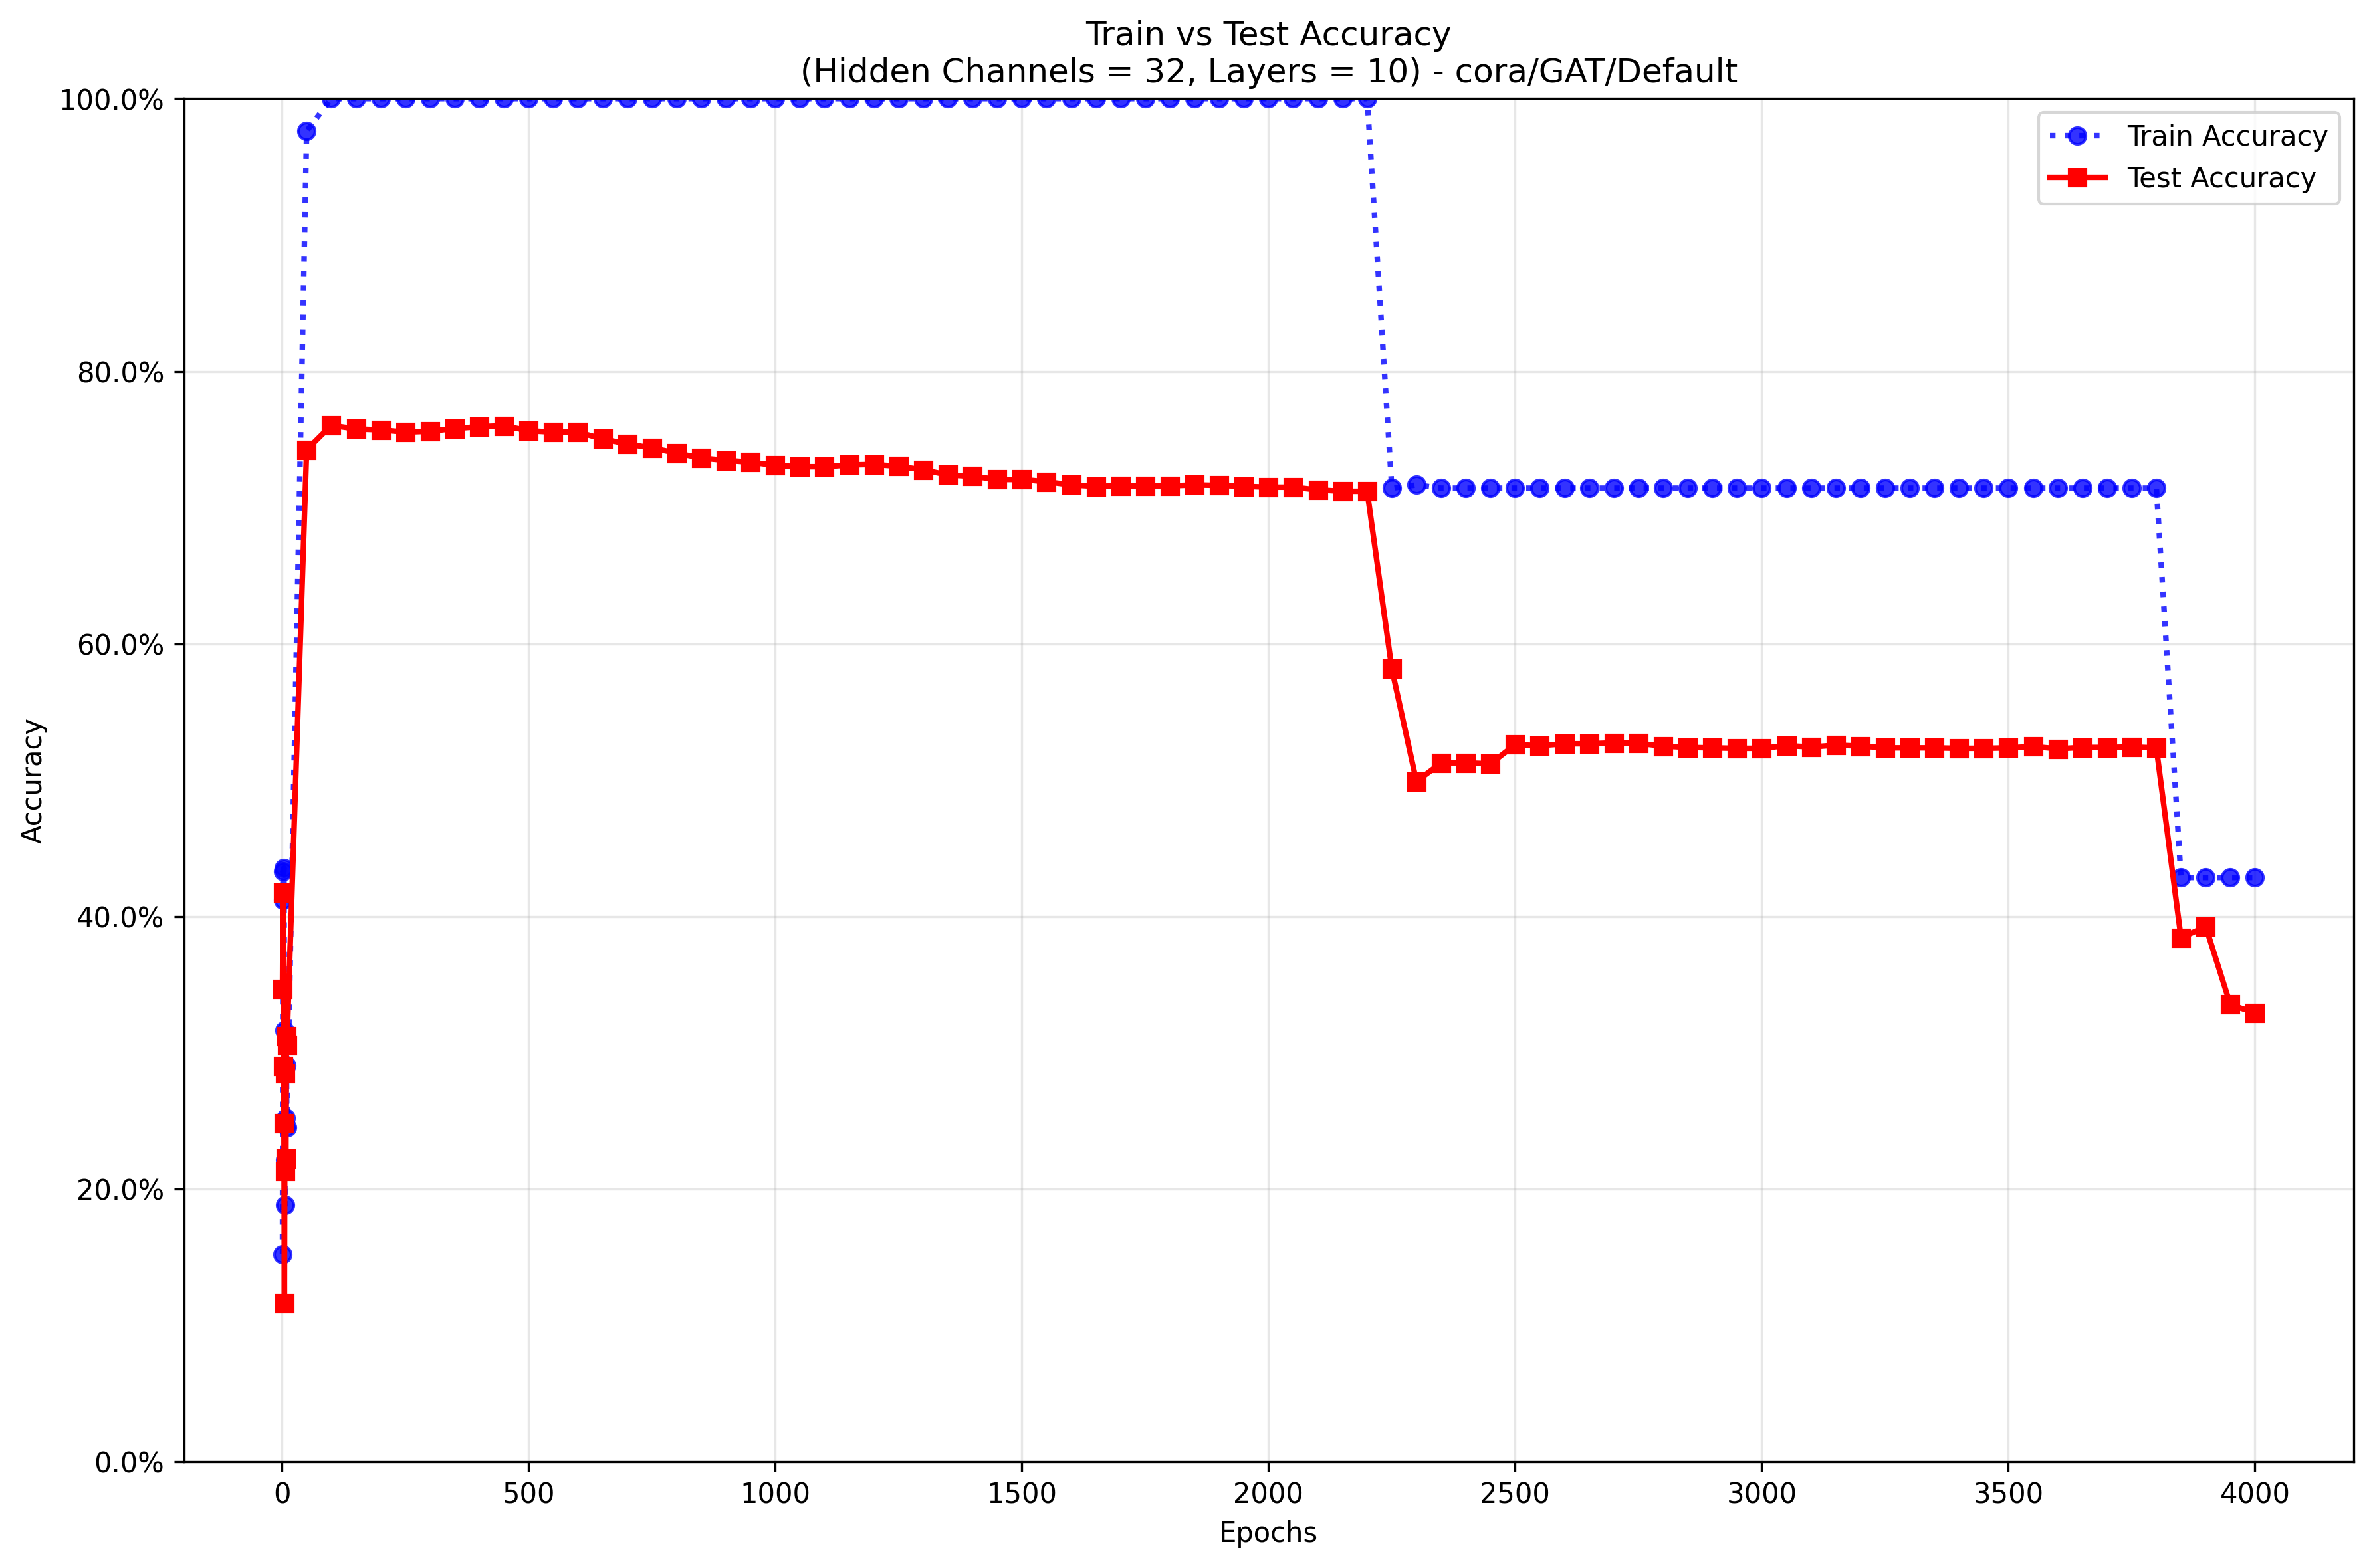 Train vs Test Accuracy
(Hidden Channels = 32, Layers = 10) - cora/GAT/Default
100.0%
80.0%
60.0%
40.0%
20.0%
0.0%
Accuracy
Train Accuracy
Test Accuracy
0 500 1000 1500 2000 2500 3000 3500 4000
Epochs